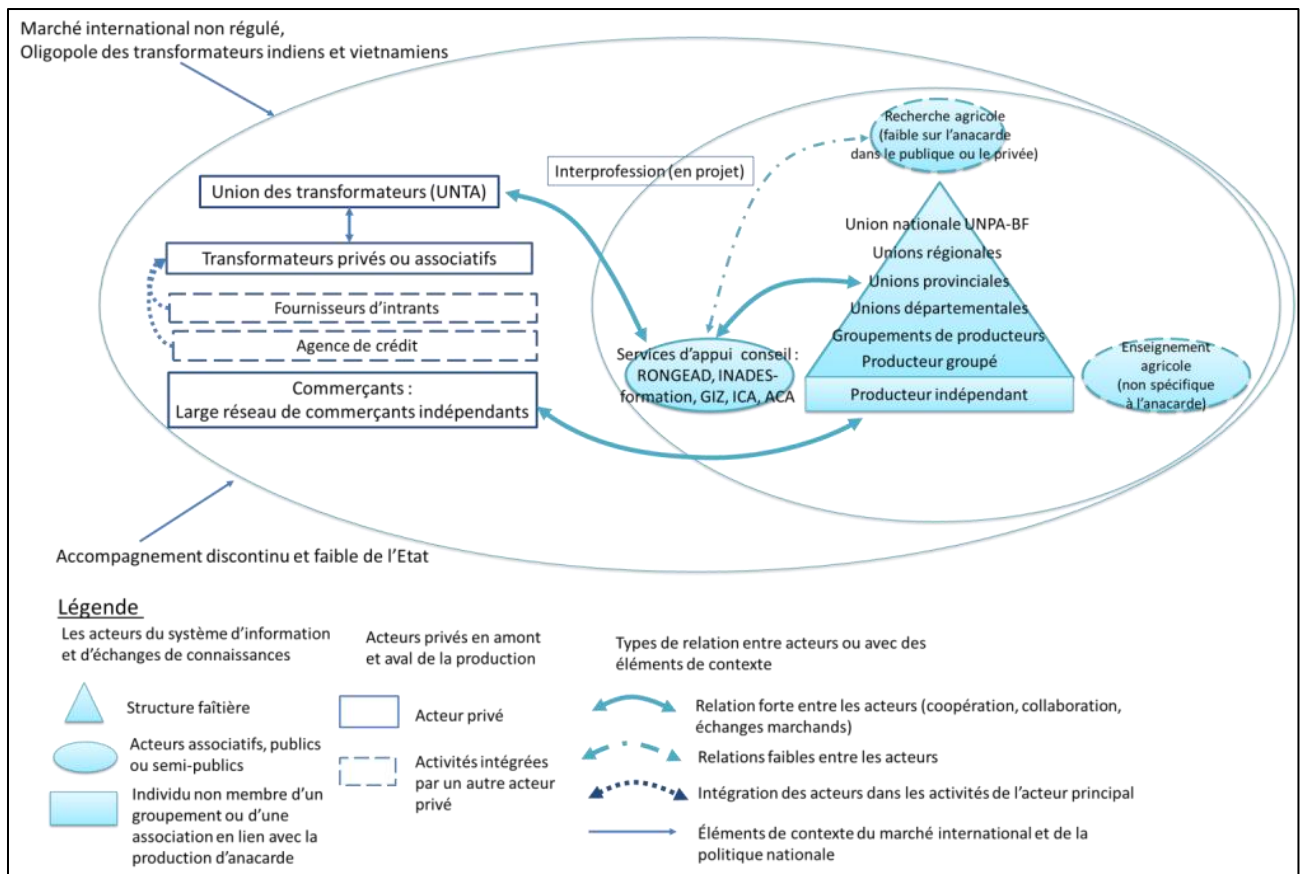 Marché international non régulé,
Oligopole des transformateurs indiens et vietnamiens
Recherche agricole
(faible sur l'anacarde
dans le publique ou le privée)
Interprofession (en projet)
Union des transformateurs (UNTA)
Transformateurs privés ou associatifs
Fournisseurs d'intrants
Agence de crédit
Commerçants :
Large réseau de commerçants indépendants
Services d'appui conseil :
RONGEAD, INADES-
formation, GIZ, ICA, ACA
Union nationale UNPA-BF
Unions régionales
Unions provinciales
Unions départementales
Groupements de producteurs
Producteur groupé
Producteur indépendant
Enseignement
agricole
(non spécifique
à l'anacarde)
Accompagnement discontinu et faible de l'Etat
Légende
Les acteurs du système d'information
et d'échanges de connaissances
Structure faîtière
Acteurs associatifs, publics
ou semi-publics
Individu non membre d'un
groupement ou d'une
association en lien avec la
production d'anacarde
Acteurs privés en amont
et aval de la production
Acteur privé
Activités intégrées
par un autre acteur
privé
Types de relation entre acteurs ou avec des
éléments de contexte
Relation forte entre les acteurs (coopération, collaboration,
échanges marchands)
Relations faibles entre les acteurs
Intégration des acteurs dans les activités de l'acteur principal
Éléments de contexte du marché international et de la
politique nationale